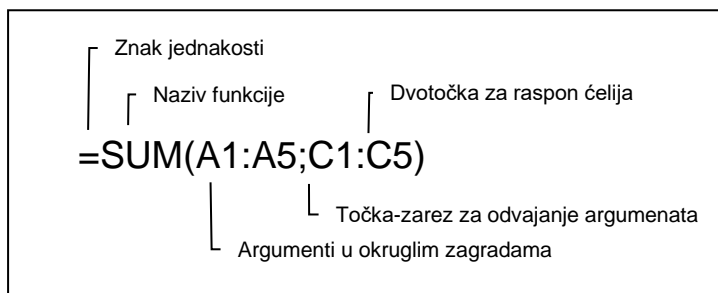 Znak jednakosti
Naziv funkcije
Dvotočka za raspon ćelija
=SUM(A1:A5;C1:C5)
Točka-zarez za odvajanje argumenata
Argumenti u okruglim zagradama